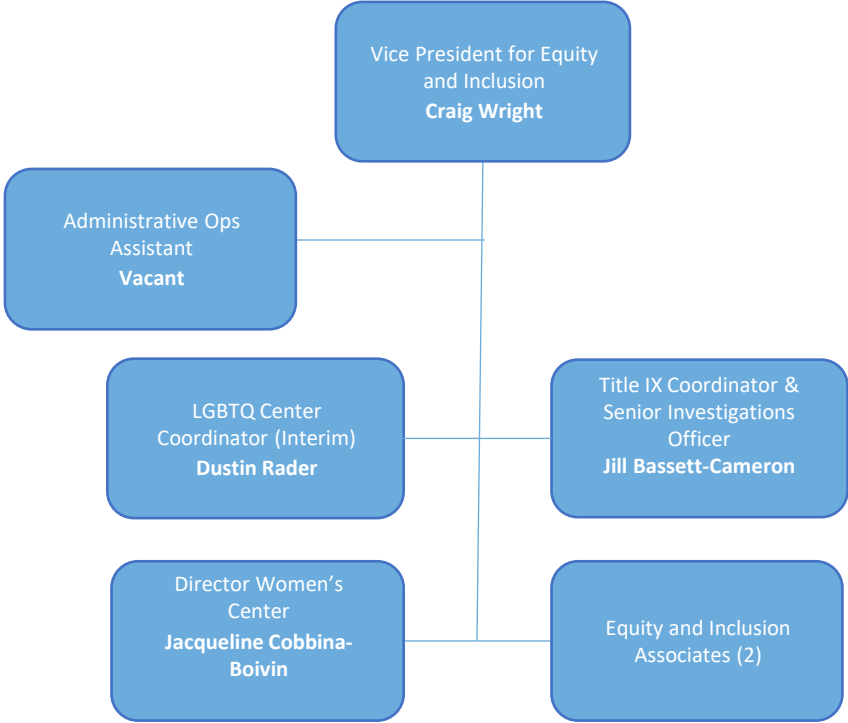 Vice President for Equity
and Inclusion
Craig Wright
Administrative Ops
Assistant
Vacant
LGBTQ Center
Coordinator (Interim)
Dustin Rader
Title IX Coordinator &
Senior Investigations
Officer
Jill Bassett-Cameron
Director Women’s
Center
Jacqueline Cobbina-
Boivin
Equity and Inclusion
Associates (2)